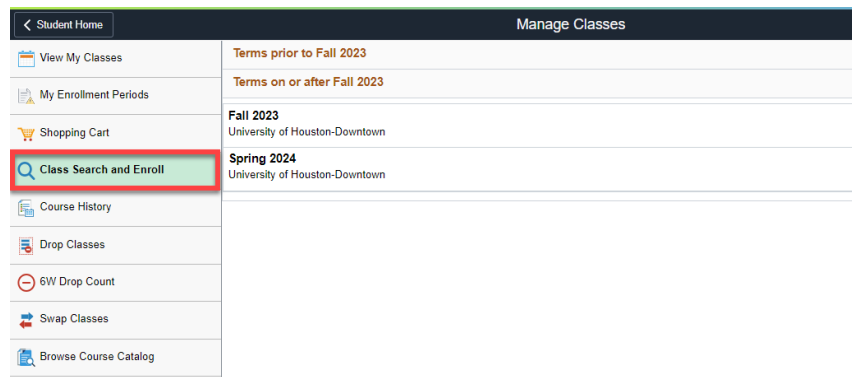 Student Home
Manage Classes
View My Classes
My Enrollment Periods
Shopping Cart
Class Search and Enroll
Course History
Drop Classes
6W Drop Count
Swap Classes
Browse Course Catalog
Terms prior to Fall 2023
Terms on or after Fall 2023
Fall 2023
University of Houston-Downtown
Spring 2024
University of Houston-Downtown